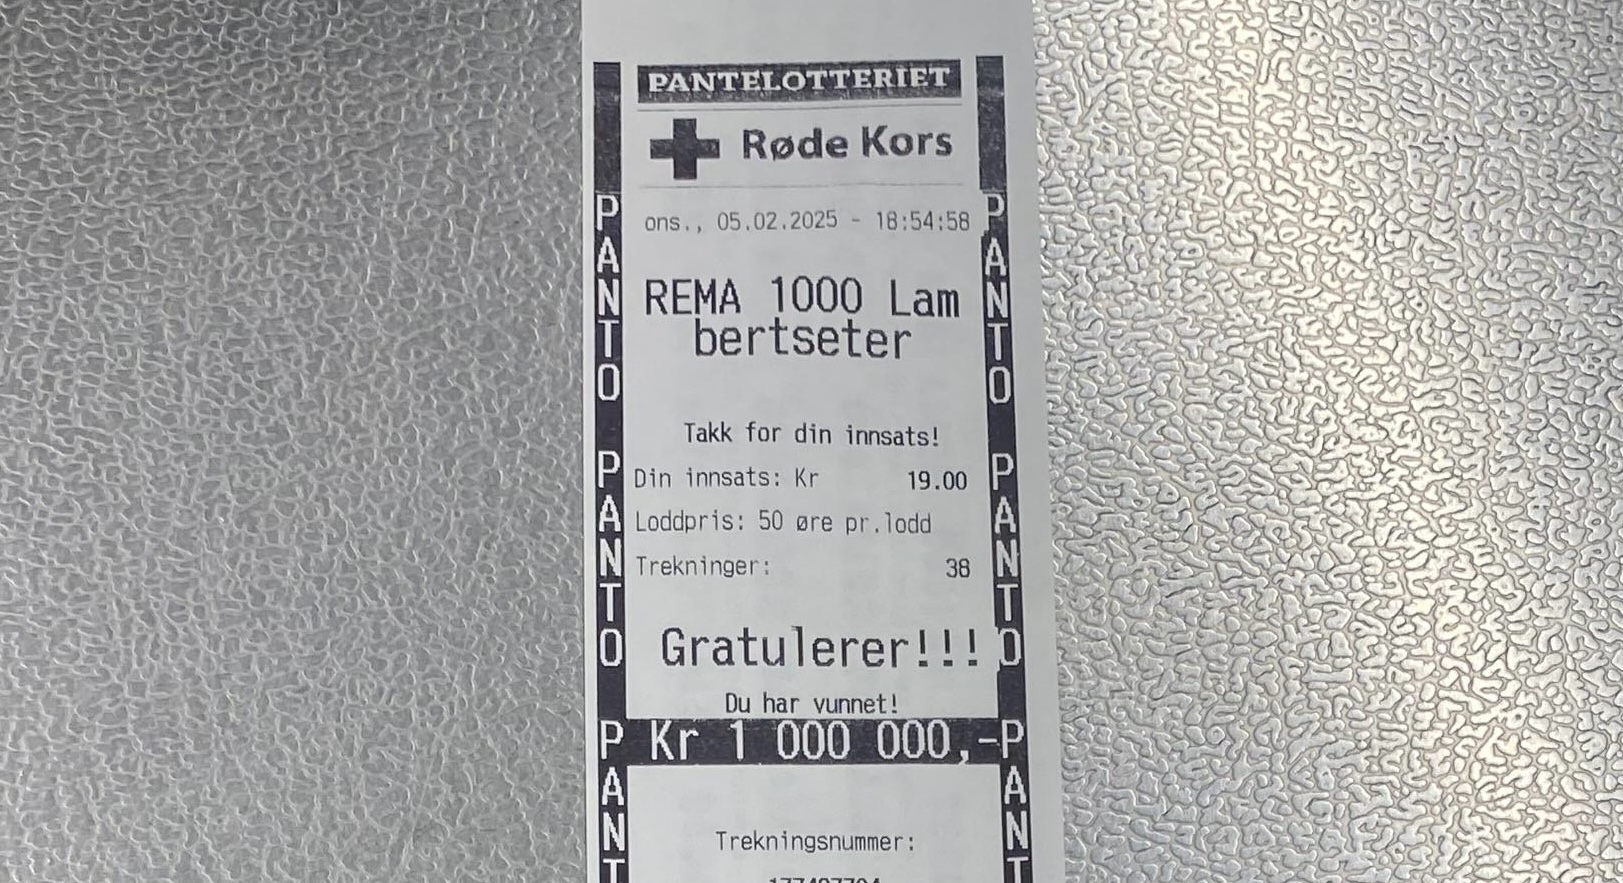 PANTELOTTERIET
Røde Kors
ons., 05.02.2025 - 18:54:58
REMA 1000 Lam
bertseter
Takk for din innsats!
Din innsats: Kr 19.00
Loddpris: 50 øre pr.lodd
Trekninger: 38
Gratulerer!!!
Du har vunnet!
Kr 1 000 000,-
Trekningsnummer:
PANTO
PANTO
PANT
PANTO
PANTO
PANT